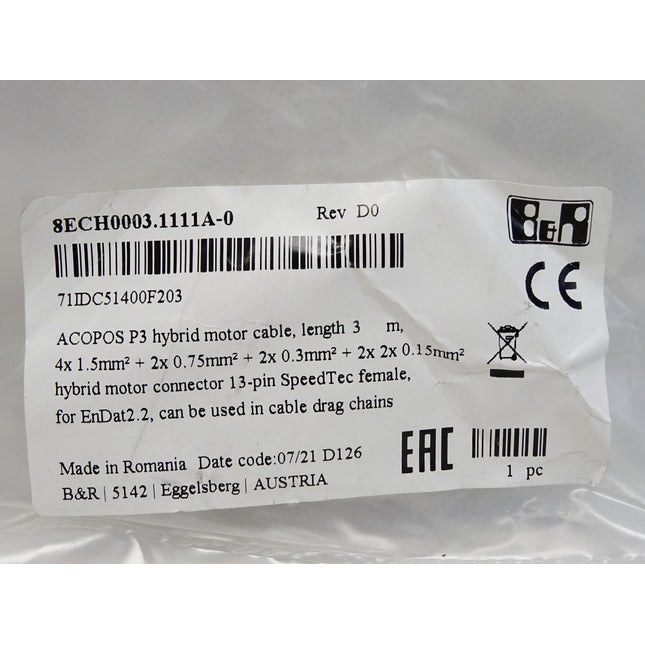 8ECH0003.1111A-0 Rev D0
B&R
71IDC51400F203
CE
ACOPOS P3 hybrid motor cable, length 3 m,
4x 1.5mm² + 2x 0.75mm² + 2x 0.3mm² + 2x 2x 0.15mm²
hybrid motor connector 13-pin SpeedTec female,
for EnDat2.2, can be used in cable drag chains
Made in Romania Date code:07/21 D126
EAC
1 pc
B&R | 5142 | Eggelsberg | AUSTRIA